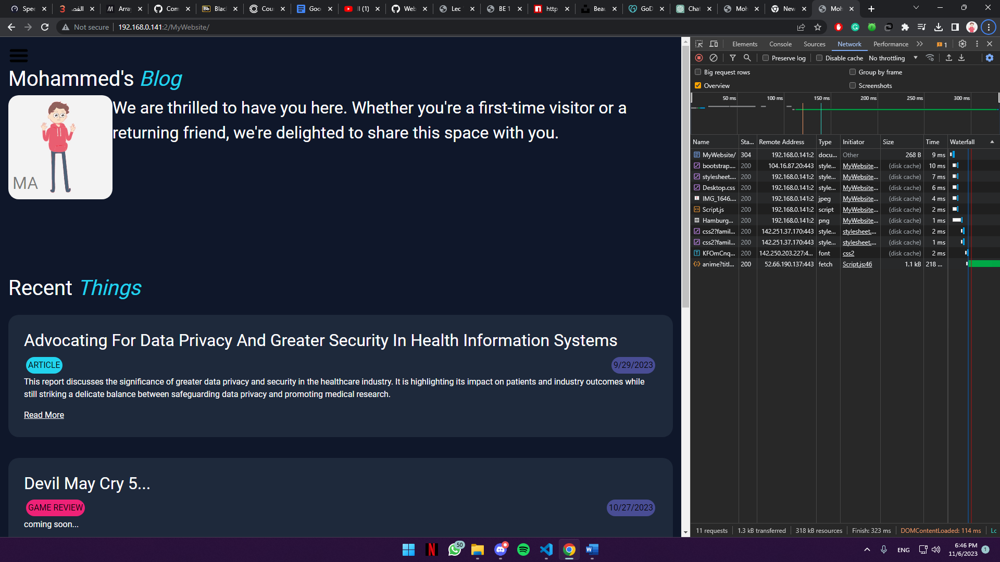 Spee
الفص
Array
Com
Blac
Cour
Goo
II (1)
Web
Lec
BE 1
http
Beau
GoD
Chat
Moh
New
Moh
Not secure
192.168.0.141:2/MyWebsite/
Mohammed's Blog
MA
We are thrilled to have you here. Whether you're a first-time visitor or a
returning friend, we're delighted to share this space with you.
Recent Things
Advocating For Data Privacy And Greater Security In Health Information Systems
ARTICLE
9/29/2023
This report discusses the significance of greater data privacy and security in the healthcare industry. It is highlighting its impact on patients and industry outcomes while
still striking a delicate balance between safeguarding data privacy and promoting medical research.
Read More
Devil May Cry 5...
GAME REVIEW
10/27/2023
coming soon...
Elements Console Sources Network Performance 1
Preserve log Disable cache No throttling
Big request rows Group by frame
Overview Screenshots
50 ms 100 ms 150 ms 200 ms 250 ms 300 ms
Name Sta... Remote Address Type Initiator Size Time Waterfall
MyWebsite/ 304 192.168.0.141:2 docu... Other 268 B 9 ms
bootstrap.... 200 104.16.87.20:443 style... MyWebsite... (disk cache) 10 ms
stylesheet.... 200 192.168.0.141:2 style... MyWebsite... (disk cache) 7 ms
Desktop.css 200 192.168.0.141:2 style... MyWebsite... (disk cache) 6 ms
IMG_1646.... 200 192.168.0.141:2 jpeg MyWebsite... (disk cache) 4 ms
Script.js 200 192.168.0.141:2 script MyWebsite... (disk cache) 2 ms
Hamburg... 200 192.168.0.141:2 png MyWebsite... (disk cache) 1 ms
css2?famil... 200 142.251.37.170:443 style... stylesheet.... (disk cache) 2 ms
css2?famil... 200 142.251.37.170:443 style... stylesheet.... (disk cache) 1 ms
KFOmCnq... 200 142.250.203.227:4... font css2 (disk cache) 2 ms
anime?titl... 200 52.66.190.137:443 fetch Script.js:46 1.1 kB 218 ...
11 requests 1.3 kB transferred 318 kB resources Finish: 323 ms DOMContentLoaded: 114 ms Lc
50
ENG
6:46 PM
11/6/2023
1